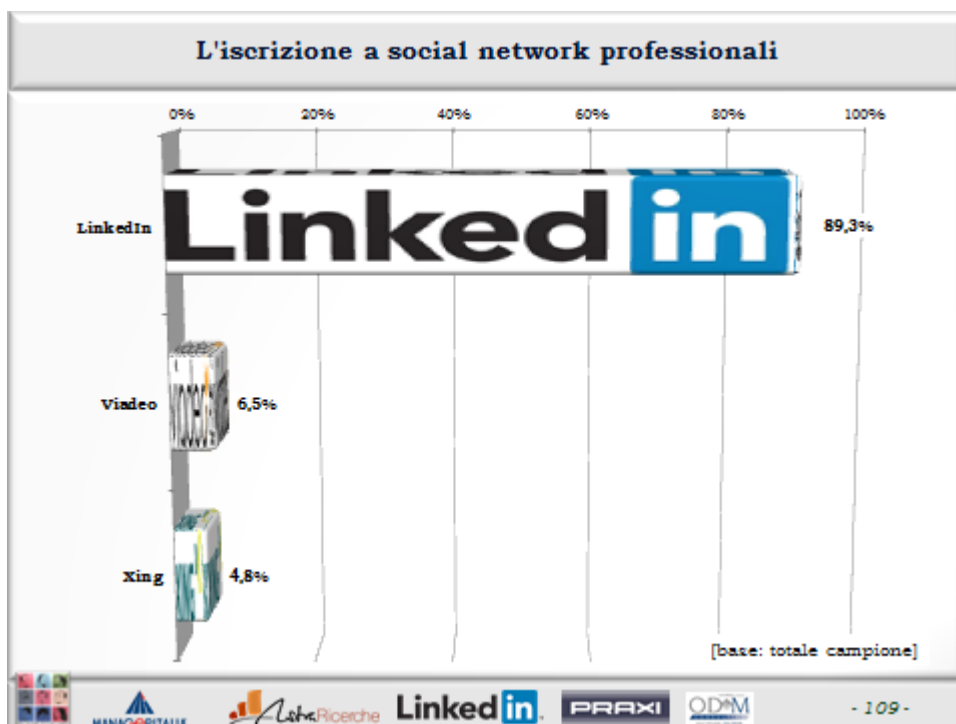 L'iscrizione a social network professionali
0% 20% 40% 60% 80% 100%
LinkedIn Linked in 89,3%
Viadeo 6,5%
Xing 4,8%
[base: totale campione]
AstraRicerche Linked in PRAXI OD&M - 109 -